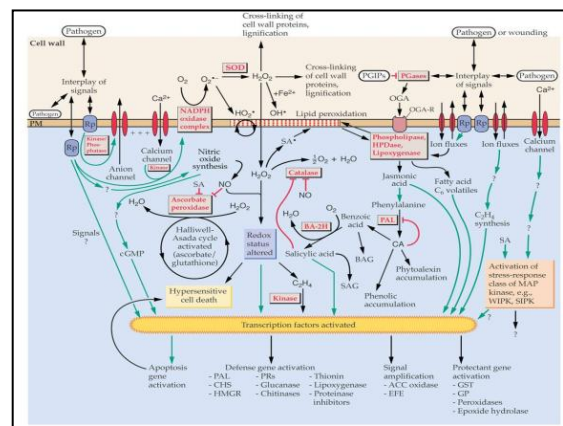 Cross-linking of
cell wall proteins,
lignification
Cell wall
Pathogen
Pathogen or wounding
SOD
O₂
O₂•−
H₂O₂
Cross-linking
of cell wall proteins,
lignification
PGIPs
PGases
Interplay of
signals
Pathogen
Interplay
of signals
Ca²⁺
+Fe²⁺
OGA
OGA-R
Ca²⁺
Pathogen
NADPH
oxidase
complex
HO₂•
OH•
Lipid peroxidation
PM
Rp
Rp
+ + +
Rp
Rp
Kinase/
Phos-
phatases
Anion
channel
Calcium
channel
Kinase
Nitric
oxide synthesis
SA•
½O₂ + H₂O
Phospholipase,
HPDase,
Lipoxygenase
Ion fluxes
Ion
fluxes
Calcium
channel
?
?
SA
NO
H₂O₂
Catalase
NO
Jasmonic
acid
Fatty acid
C₆ volatiles
Ascorbate
peroxidase
H₂O
H₂O₂
H₂O
O₂
BA-2H
Benzoic
acid
Phenylalanine
PAL
C₂H₄
synthesis
?
Signals
?
cGMP
Halliwell-
Asada cycle
activated
(ascorbate/
glutathione)
Redox
status
altered
Salicylic acid
BAG
CA
SA
SAG
Phytoalexin
accumulation
Phenolic
accumulation
Activation of
stress-response
class of MAP
kinase, e.g.,
WIPK, SIPK
Hypersensitive
cell death
C₂H₄
Kinase
?
?
Transcription factors activated
Apoptosis
gene
activation
Defense gene activation
- PAL
- CHS
- HMGR
- PRs
- Glucanase
- Chitinases
- Thionin
- Lipoxygenase
- Proteinase
inhibitors
Signal
amplification
- ACC oxidase
- EFE
Protectant gene
activation
- GST
- GP
- Peroxidases
- Epoxide hydrolase